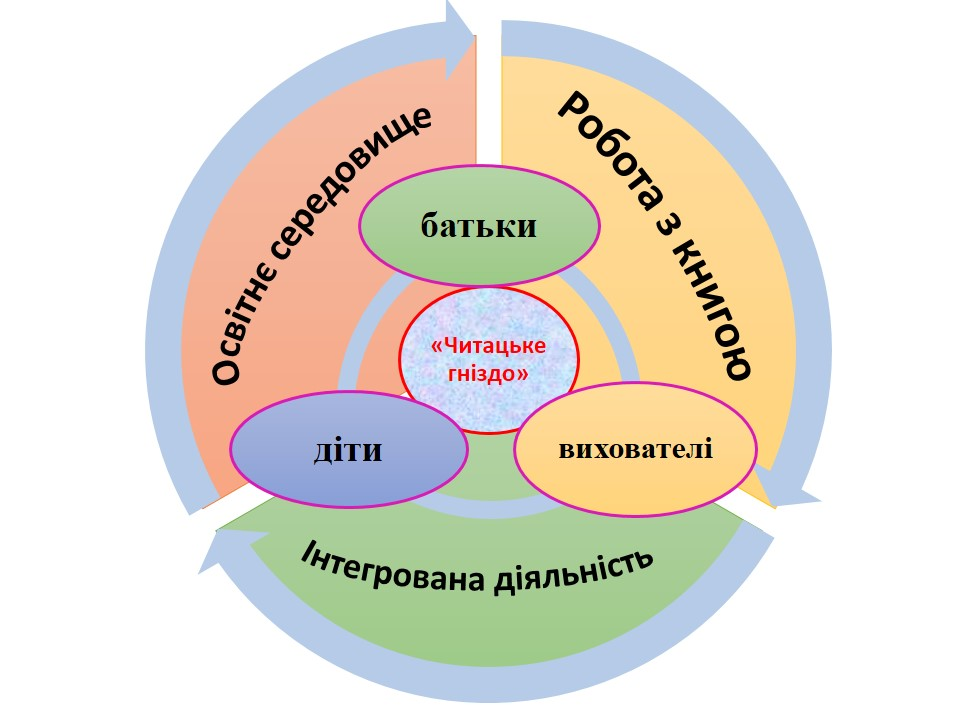 Освітнє середовище
Робота з книгою
батьки
«Читацьке
гніздо»
діти
вихователі
Інтегрована діяльність